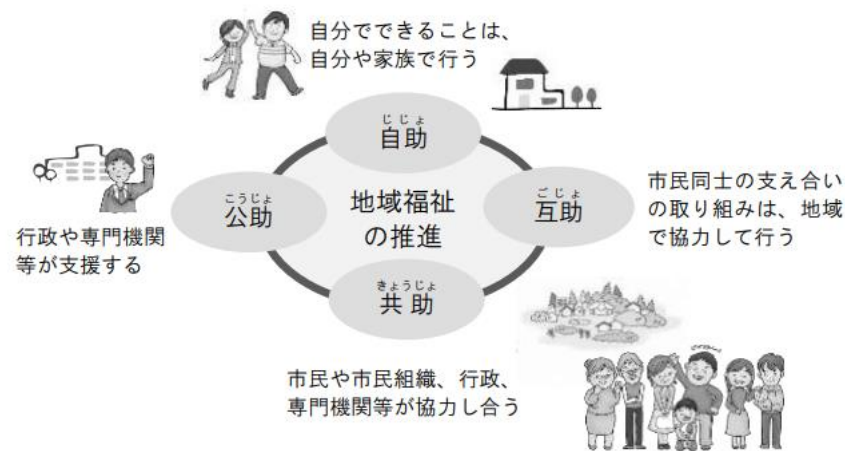 自分でできることは、
自分や家族で行う
じじょ
自助
こうじょ
公助
地域福祉
の推進
ごじょ
互助
市民同士の支え合い
の取り組みは、地域
で協力して行う
行政や専門機関
等が支援する
きょうじょ
共助
市民や市民組織、行政、
専門機関等が協力し合う